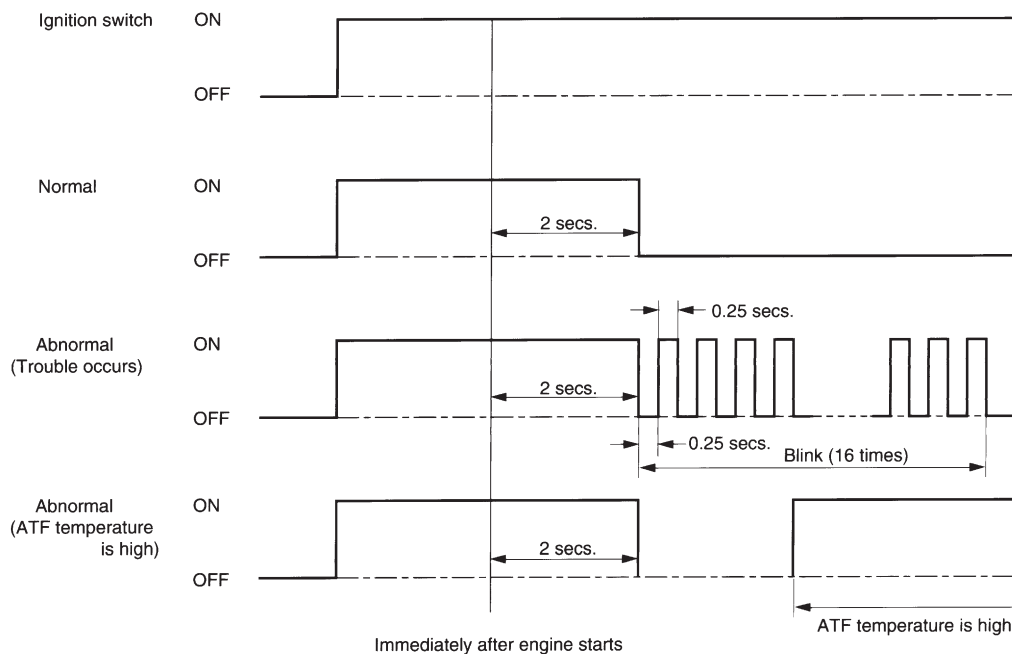 Ignition switch
ON
OFF
Normal
ON
2 secs.
OFF
0.25 secs.
Abnormal
(Trouble occurs)
ON
2 secs.
OFF
0.25 secs.
Blink (16 times)
Abnormal
(ATF temperature
is high)
ON
2 secs.
OFF
ATF temperature is high
Immediately after engine starts